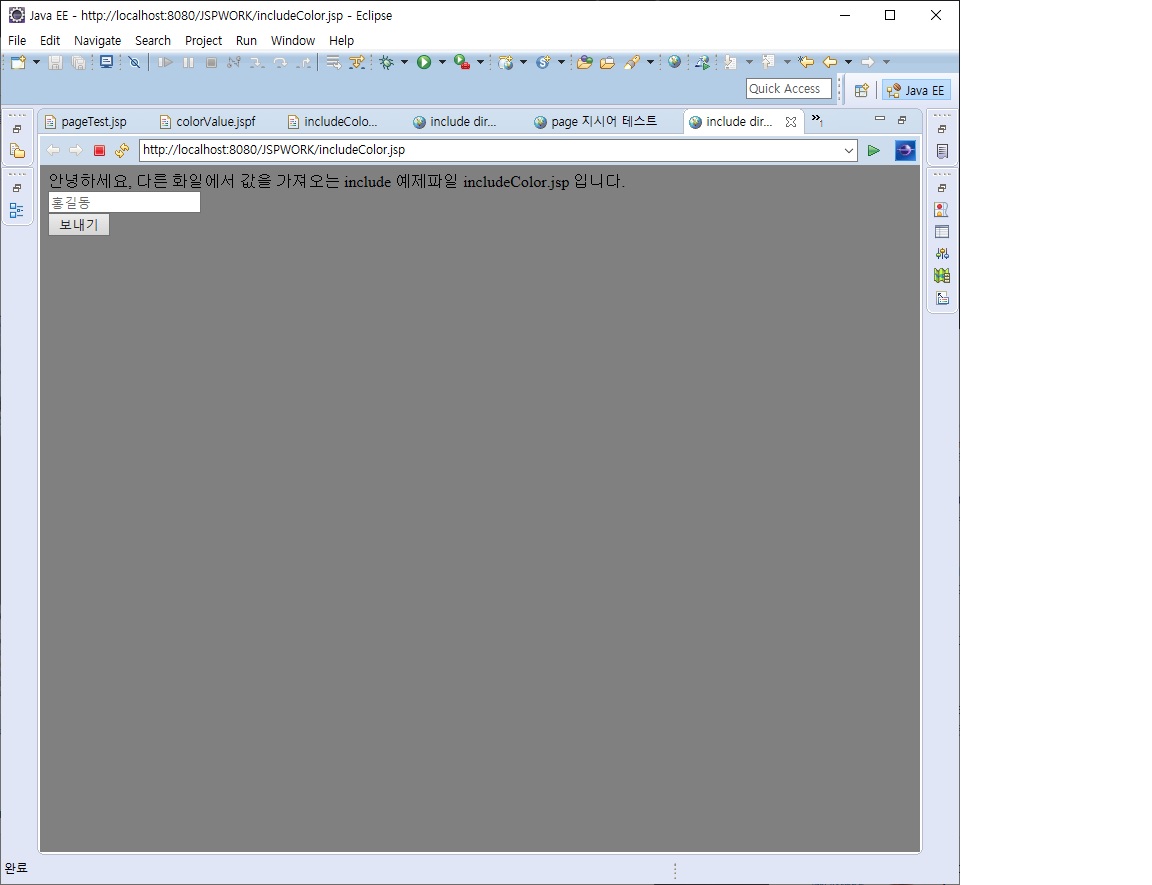 Java EE - http://localhost:8080/JSPWORK/includeColor.jsp - Eclipse
File Edit Navigate Search Project Run Window Help
Quick Access Java EE
pageTest.jsp colorValue.jspf includeColo... include dir... page 지시어 테스트 include dir... »1
http://localhost:8080/JSPWORK/includeColor.jsp
안녕하세요, 다른 화일에서 값을 가져오는 include 예제파일 includeColor.jsp 입니다.
홍길동
보내기
완료